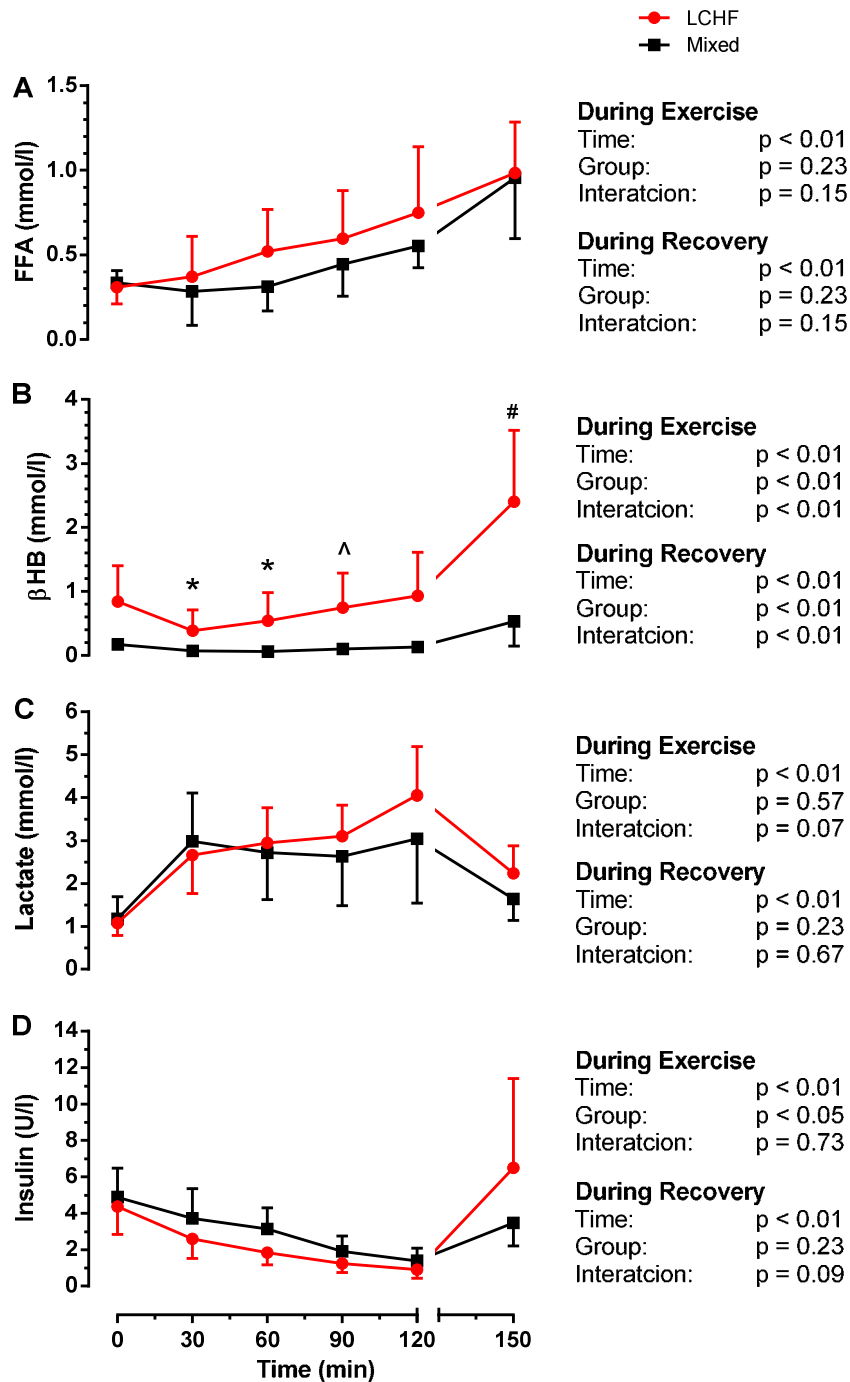 LCHF
Mixed
A
FFA (mmol/l)
1.5
1.0
0.5
0.0
During Exercise
Time: p < 0.01
Group: p = 0.23
Interatcion: p = 0.15
During Recovery
Time: p < 0.01
Group: p = 0.23
Interatcion: p = 0.15
B
βHB (mmol/l)
4
3
2
1
0
*
*
^
#
During Exercise
Time: p < 0.01
Group: p < 0.01
Interatcion: p < 0.01
During Recovery
Time: p < 0.01
Group: p < 0.01
Interatcion: p < 0.01
C
Lactate (mmol/l)
6
5
4
3
2
1
0
During Exercise
Time: p < 0.01
Group: p = 0.57
Interatcion: p = 0.07
During Recovery
Time: p < 0.01
Group: p = 0.23
Interatcion: p = 0.67
D
Insulin (U/l)
14
12
10
8
6
4
2
0
During Exercise
Time: p < 0.01
Group: p < 0.05
Interatcion: p = 0.73
During Recovery
Time: p < 0.01
Group: p = 0.23
Interatcion: p = 0.09
0 30 60 90 120 150
Time (min)